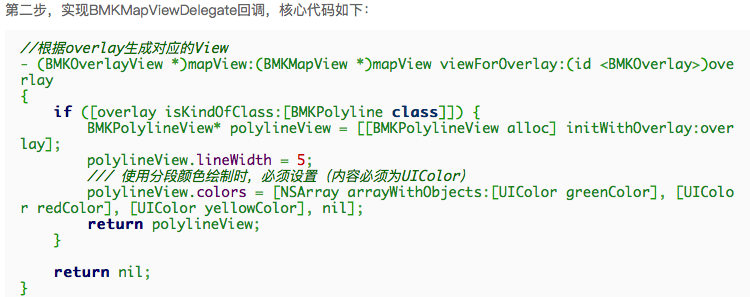 第二步，实现BMKMapViewDelegate回调，核心代码如下：
//根据overlay生成对应的View
- (BMKOverlayView *)mapView:(BMKMapView *)mapView viewForOverlay:(id <BMKOverlay>)ove
rlay
{
    if ([overlay isKindOfClass:[BMKPolyline class]]) {
        BMKPolylineView* polylineView = [[BMKPolylineView alloc] initWithOverlay:over
lay];
        polylineView.lineWidth = 5;
        /// 使用分段颜色绘制时，必须设置（内容必须为UIColor）
        polylineView.colors = [NSArray arrayWithObjects:[UIColor greenColor], [UIColo
r redColor], [UIColor yellowColor], nil];
        return polylineView;
    }
    return nil;
}